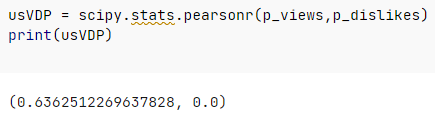 usVDP = scipy.stats.pearsonr(p_views,p_dislikes)
print(usVDP)
(0.6362512269637828, 0.0)